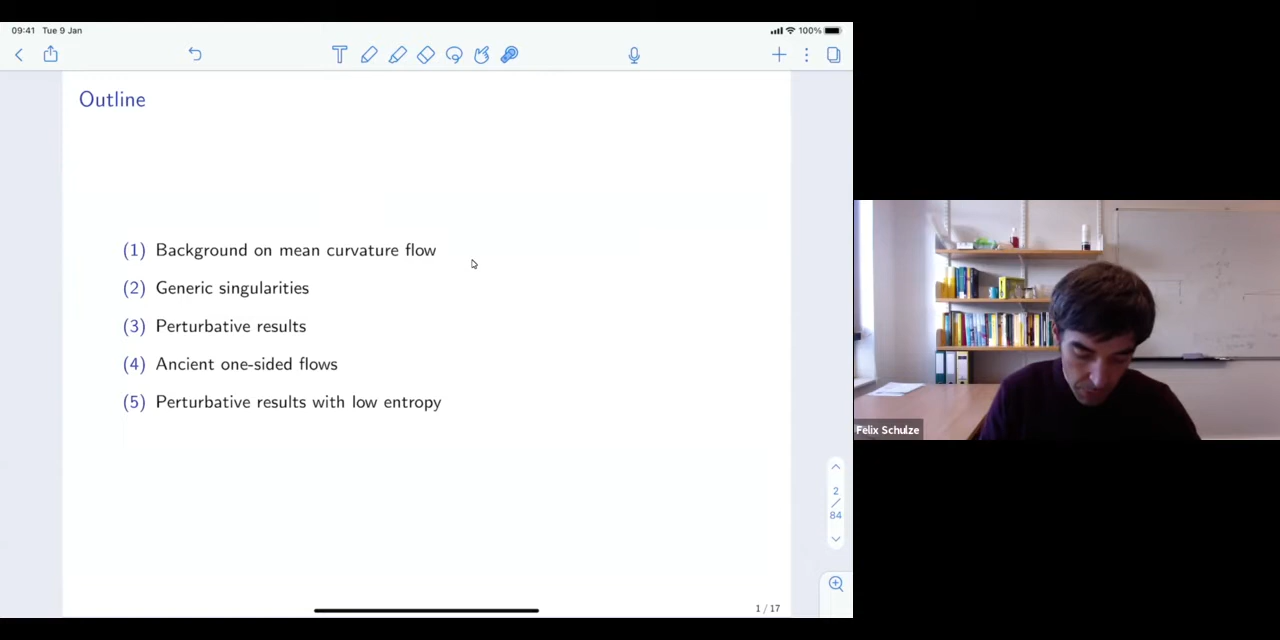 09:41 Tue 9 Jan
100%
Outline
(1) Background on mean curvature flow
(2) Generic singularities
(3) Perturbative results
(4) Ancient one-sided flows
(5) Perturbative results with low entropy
2
/
84
1 / 17
Felix Schulze